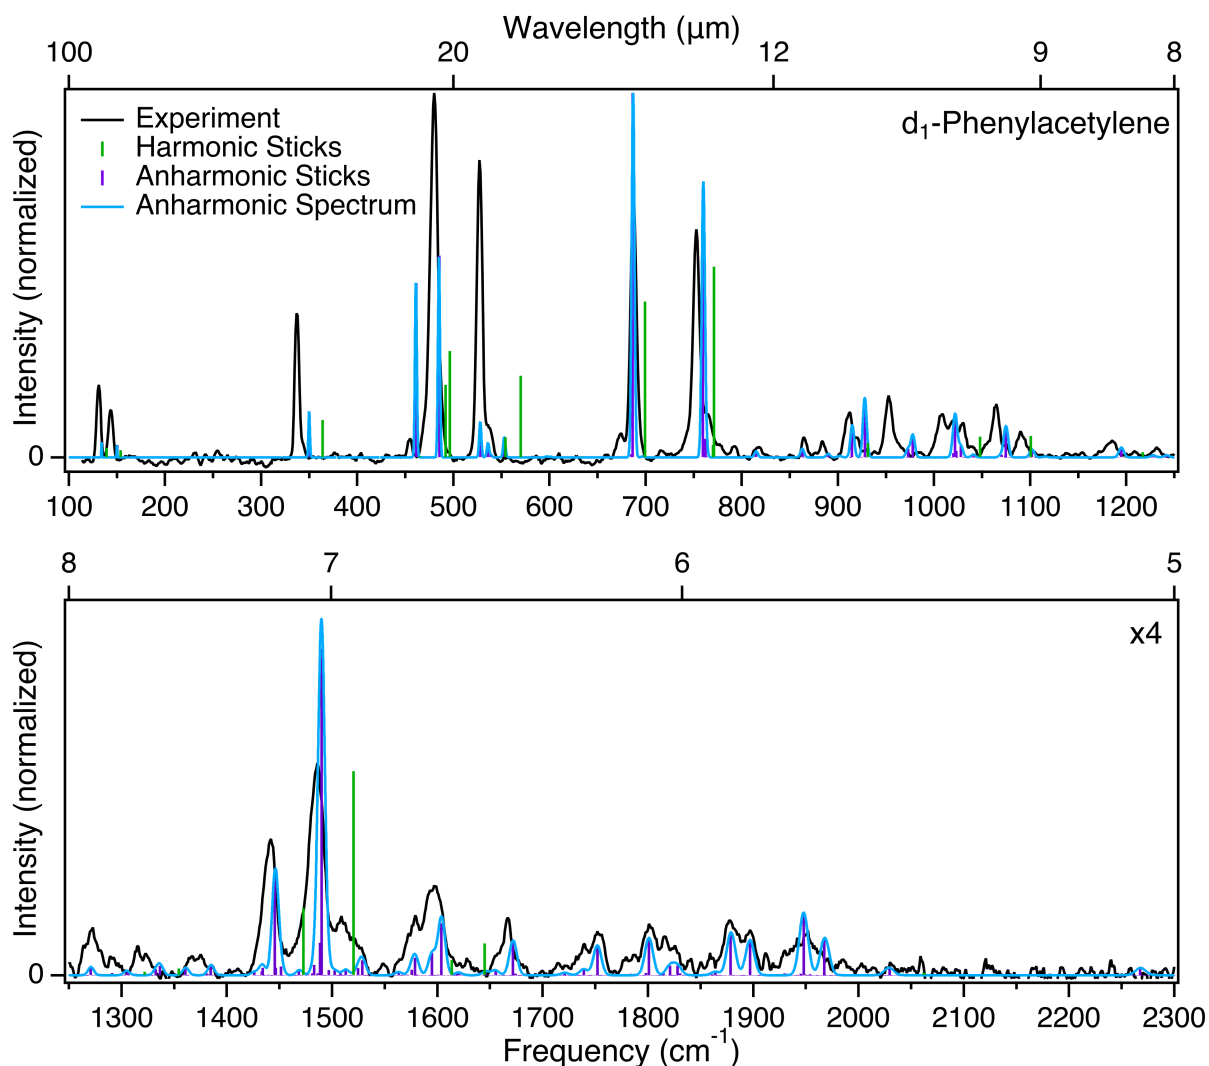 Wavelength (µm)
100 20 12 9 8
Experiment
Harmonic Sticks
Anharmonic Sticks
Anharmonic Spectrum
d1-Phenylacetylene
Intensity (normalized)
0
100 200 300 400 500 600 700 800 900 1000 1100 1200
8 7 6 5
x4
Intensity (normalized)
0
1300 1400 1500 1600 1700 1800 1900 2000 2100 2200 2300
Frequency (cm-1)